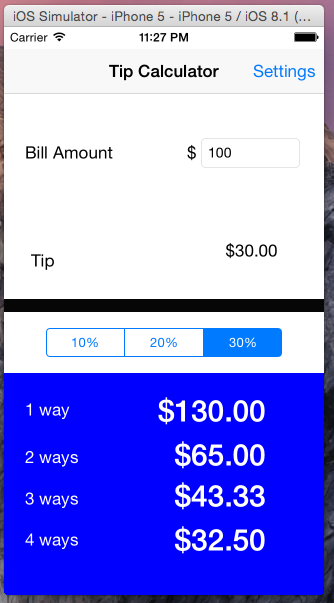 iOS Simulator - iPhone 5 - iPhone 5 / iOS 8.1 (...
Carrier 11:27 PM
Tip Calculator Settings
Bill Amount $ 100
$30.00
Tip
10% 20% 30%
1 way $130.00
2 ways $65.00
3 ways $43.33
4 ways $32.50